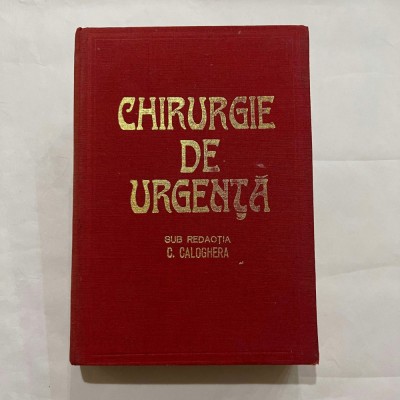 CHIRURGIE
DE
URGENȚĂ
SUB REDACȚIA
C. CALOGHERA